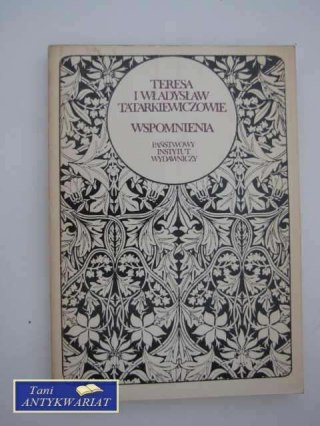 TERESA
I WŁADYSŁAW
TATARKIEWICZOWIE
WSPOMNIENIA
PAŃSTWOWY
INSTYTUT
WYDAWNICZY
Tani
ANTYKWARIAT